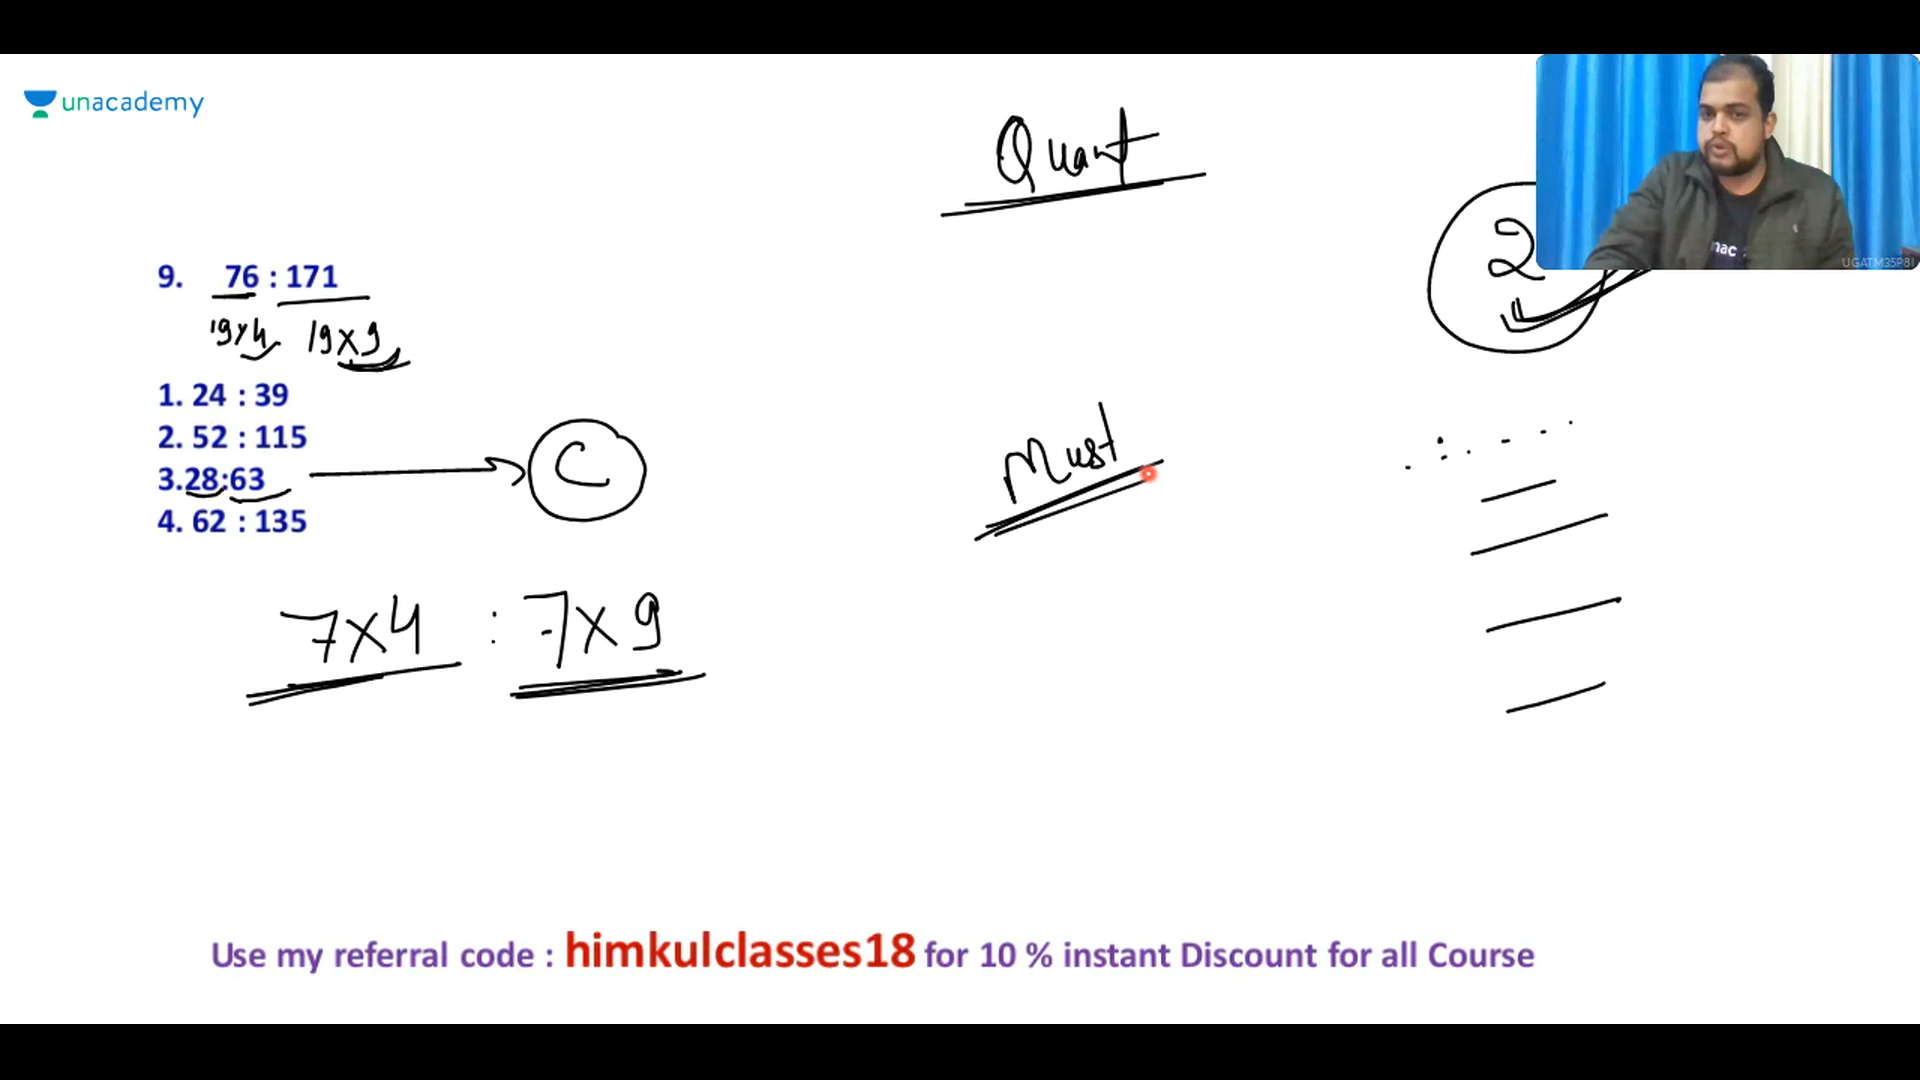 unacademy
Quant
2
nac
UGATM35P8I
9. 76 : 171
19x4 19x9
1. 24 : 39
2. 52 : 115
3.28:63
C
4. 62 : 135
Must
7x4 : 7x9
Use my referral code : himkulclasses18 for 10 % instant Discount for all Course